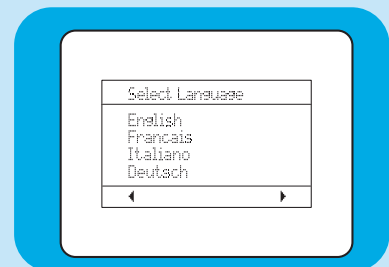 Select Language
English
Francais
Italiano
Deutsch